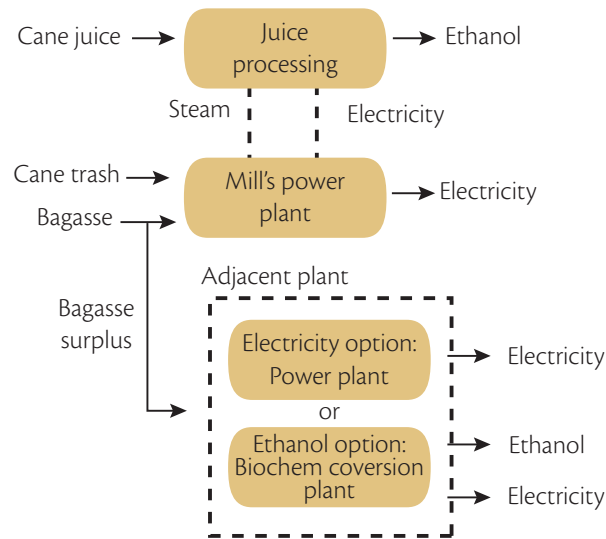 Cane juice
Juice
processing
Ethanol
Steam
Electricity
Cane trash
Mill's power
plant
Electricity
Bagasse
Adjacent plant
Bagasse
surplus
Electricity option:
Power plant
Electricity
or
Ethanol option:
Biochem coversion
plant
Ethanol
Electricity